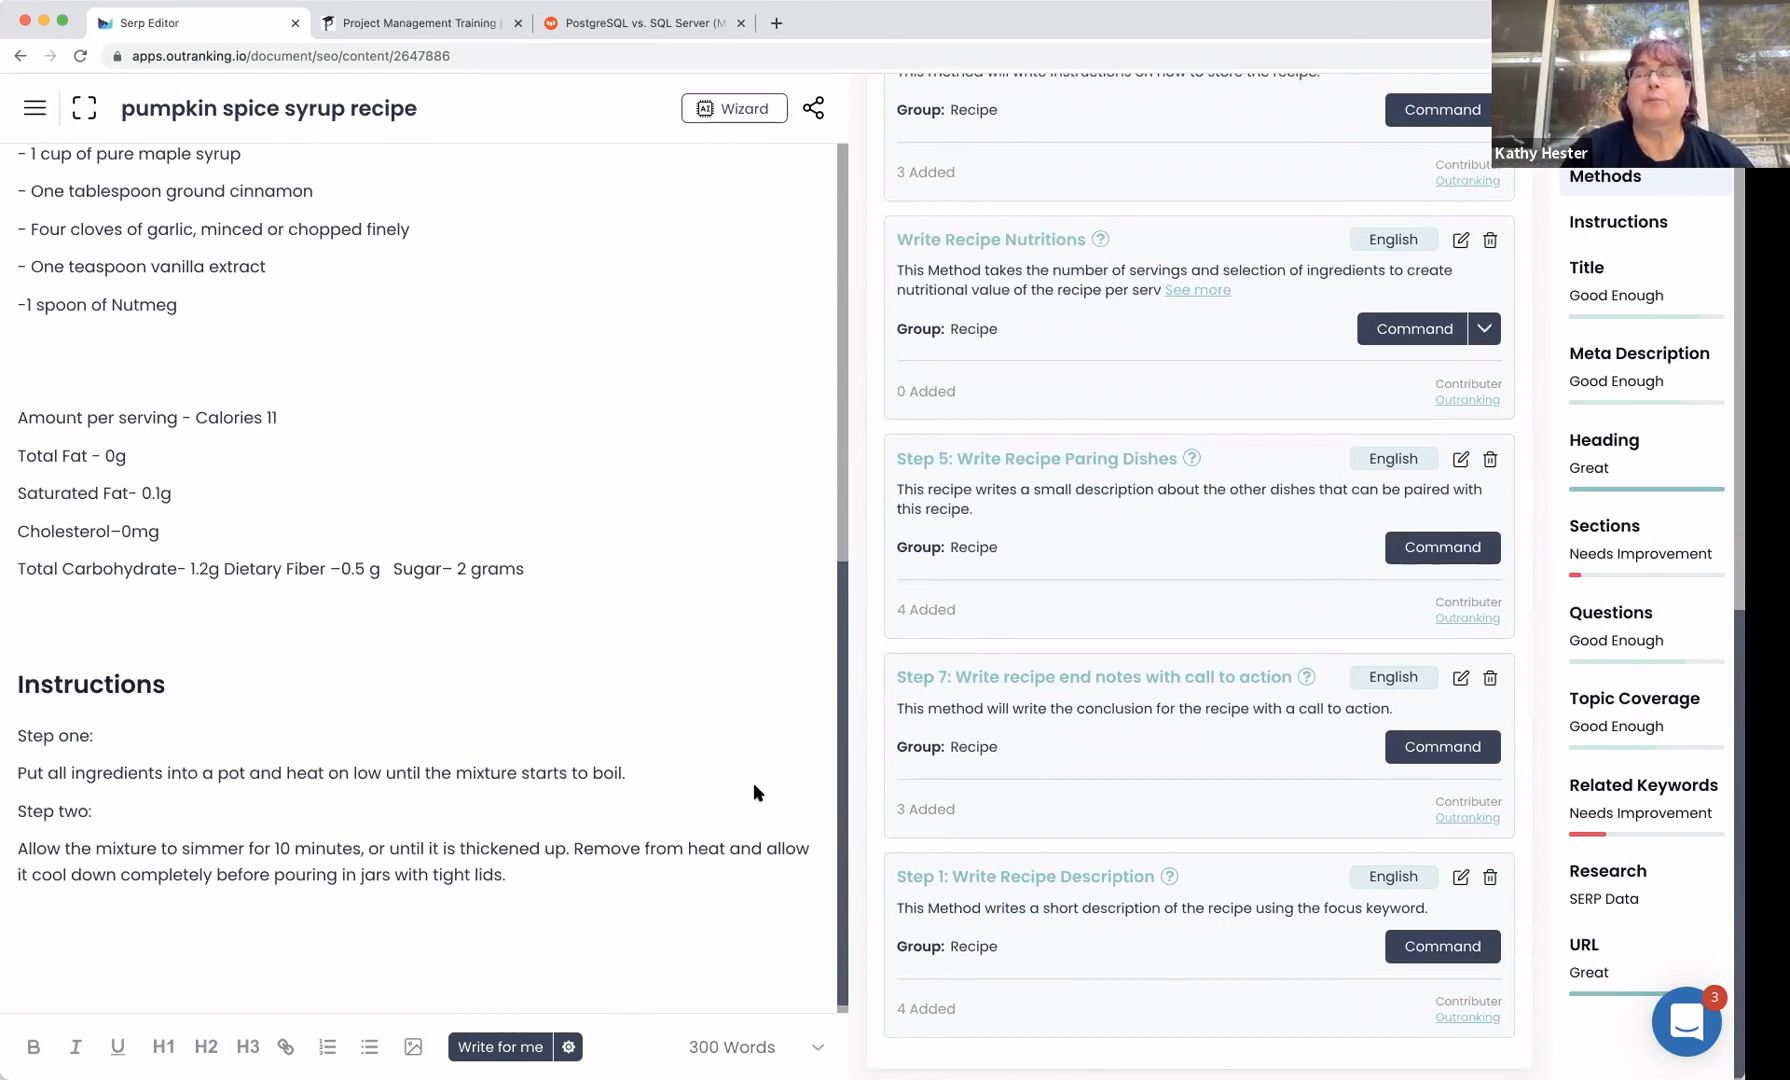 Serp Editor
Project Management Training |
PostgreSQL vs. SQL Server (M
apps.outranking.io/document/seo/content/2647886
pumpkin spice syrup recipe
AI Wizard
- 1 cup of pure maple syrup
- One tablespoon ground cinnamon
- Four cloves of garlic, minced or chopped finely
- One teaspoon vanilla extract
-1 spoon of Nutmeg
Amount per serving - Calories 11
Total Fat - 0g
Saturated Fat- 0.1g
Cholesterol–0mg
Total Carbohydrate- 1.2g Dietary Fiber –0.5 g Sugar– 2 grams
Instructions
Step one:
Put all ingredients into a pot and heat on low until the mixture starts to boil.
Step two:
Allow the mixture to simmer for 10 minutes, or until it is thickened up. Remove from heat and allow
it cool down completely before pouring in jars with tight lids.
B I U H1 H2 H3
Write for me
300 Words
This method will write instructions on how to store the recipe.
Group: Recipe
Command
3 Added
Contributer
Outranking
Write Recipe Nutritions
English
This Method takes the number of servings and selection of ingredients to create
nutritional value of the recipe per serv See more
Group: Recipe
Command
0 Added
Contributer
Outranking
Step 5: Write Recipe Paring Dishes
English
This recipe writes a small description about the other dishes that can be paired with
this recipe.
Group: Recipe
Command
4 Added
Contributer
Outranking
Step 7: Write recipe end notes with call to action
English
This method will write the conclusion for the recipe with a call to action.
Group: Recipe
Command
3 Added
Contributer
Outranking
Step 1: Write Recipe Description
English
This Method writes a short description of the recipe using the focus keyword.
Group: Recipe
Command
4 Added
Contributer
Outranking
Kathy Hester
Methods
Instructions
Title
Good Enough
Meta Description
Good Enough
Heading
Great
Sections
Needs Improvement
Questions
Good Enough
Topic Coverage
Good Enough
Related Keywords
Needs Improvement
Research
SERP Data
URL
Great
3